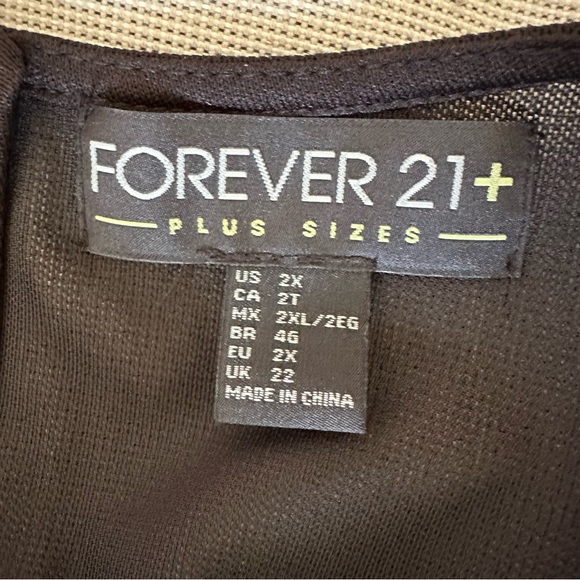 FOREVER 21+
PLUS SIZES
US 2X
CA 2T
MX 2XL/2EG
BR 46
EU 2X
UK 22
MADE IN CHINA